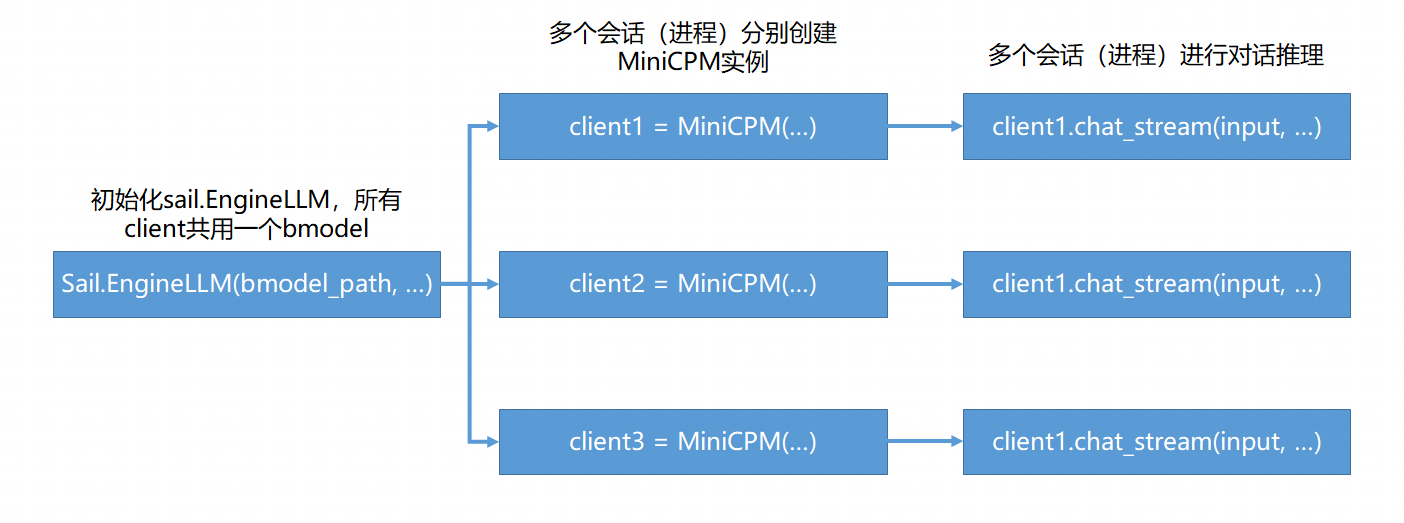 多个会话（进程）分别创建
MiniCPM实例
多个会话（进程）进行对话推理
client1 = MiniCPM(...)
client1.chat_stream(input, ...)
初始化sail.EngineLLM，所有
client共用一个bmodel
Sail.EngineLLM(bmodel_path, ...)
client2 = MiniCPM(...)
client1.chat_stream(input, ...)
client3 = MiniCPM(...)
client1.chat_stream(input, ...)